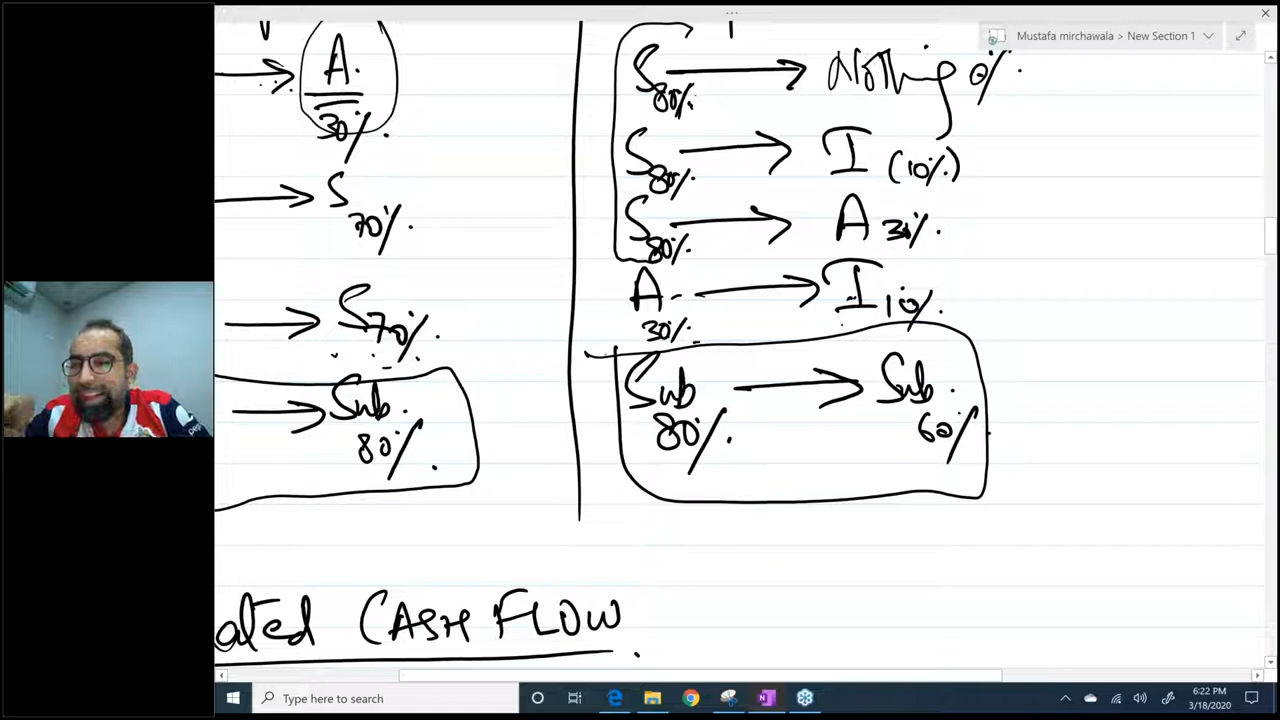 Mustafa mirchawala > New Section 1
A.
30%.
S 70%.
S 70%.
Sub.
80%.
S 80% Nothing 0%.
S 80% I (10%)
S 80% A 30%.
A 30%. I 10%.
Sub 80%. Sub. 60%
ated CASH FLOW
Type here to search
6:22 PM
3/18/2020